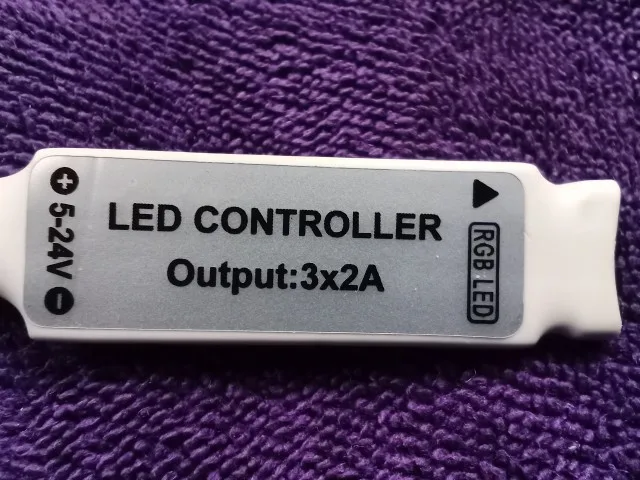 LED CONTROLLER
Output:3x2A
+ 5-24V -
RGB LED